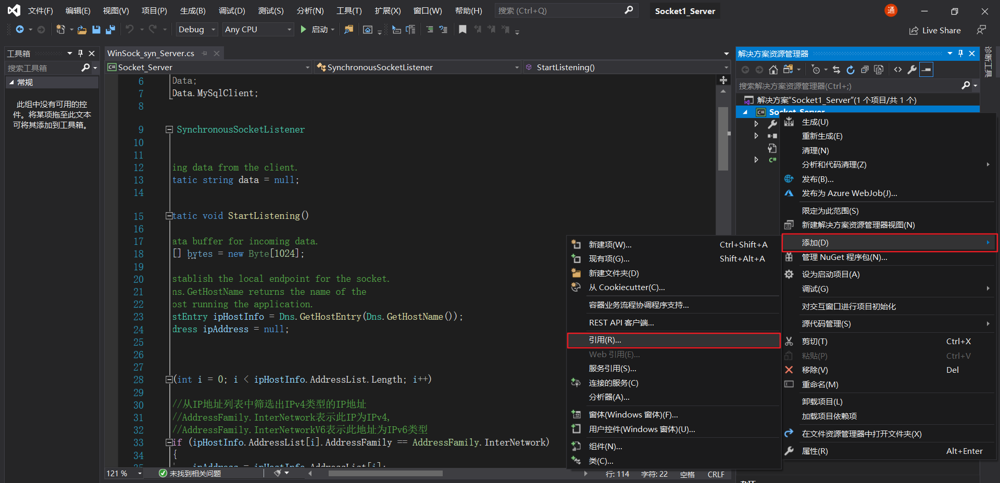 文件(F) 编辑(E) 视图(V) 项目(P) 生成(B) 调试(D) 测试(S) 分析(N) 工具(T) 扩展(X) 窗口(W) 帮助(H) 搜索 (Ctrl+Q) Socket1_Server 通
Debug Any CPU 启动 Live Share
工具箱
搜索工具箱
常规
此组中没有可用的控
件。将某项拖至此文本
可将其添加到工具箱。
WinSock_syn_Server.cs
Socket_Server SynchronousSocketListener StartListening()
6 Data;
7 Data.MySqlClient;
8
9 SynchronousSocketListener
10
11
12 ing data from the client.
13 tatic string data = null;
14
15 tatic void StartListening()
16
17 ata buffer for incoming data.
18 [] bytes = new Byte[1024];
19
20 stablish the local endpoint for the socket.
21 ns.GetHostName returns the name of the
22 ost running the application.
23 stEntry ipHostInfo = Dns.GetHostEntry(Dns.GetHostName());
24 dress ipAddress = null;
25
26
27
28 (int i = 0; i < ipHostInfo.AddressList.Length; i++)
29
30 //从IP地址列表中筛选出IPv4类型的IP地址
31 //AddressFamily.InterNetwork表示此IP为IPv4,
32 //AddressFamily.InterNetworkV6表示此地址为IPv6类型
33 if (ipHostInfo.AddressList[i].AddressFamily == AddressFamily.InterNetwork)
34 {
35 ipAddress = ipHostInfo.AddressList[i];
121 % 未找到相关问题 行: 114 字符: 22 空格 CRLF
解决方案资源管理器
搜索解决方案资源管理器(Ctrl+;)
解决方案"Socket1_Server"(1 个项目/共 1 个)
Socket_Server
诊断工具
生成(U)
重新生成(E)
清理(N)
分析和代码清理(Z)
发布(B)...
发布为 Azure WebJob(J)...
限定为此范围(S)
新建解决方案资源管理器视图(N)
添加(D)
管理 NuGet 程序包(N)...
设为启动项目(A)
调试(G)
对交互窗口进行项目初始化
源代码管理(S)
剪切(T) Ctrl+X
粘贴(P) Ctrl+V
移除(V) Del
重命名(M)
卸载项目(L)
加载项目依赖项
在文件资源管理器中打开文件夹(X)
属性(R) Alt+Enter
新建项(W)... Ctrl+Shift+A
现有项(G)... Shift+Alt+A
新建文件夹(D)
从 Cookiecutter(C)...
容器业务流程协调程序支持...
REST API 客户端...
引用(R)...
Web 引用(E)...
服务引用(S)...
连接的服务(C)
分析器(A)...
窗体(Windows 窗体)(F)...
用户控件(Windows 窗体)(U)...
组件(N)...
类(C)...